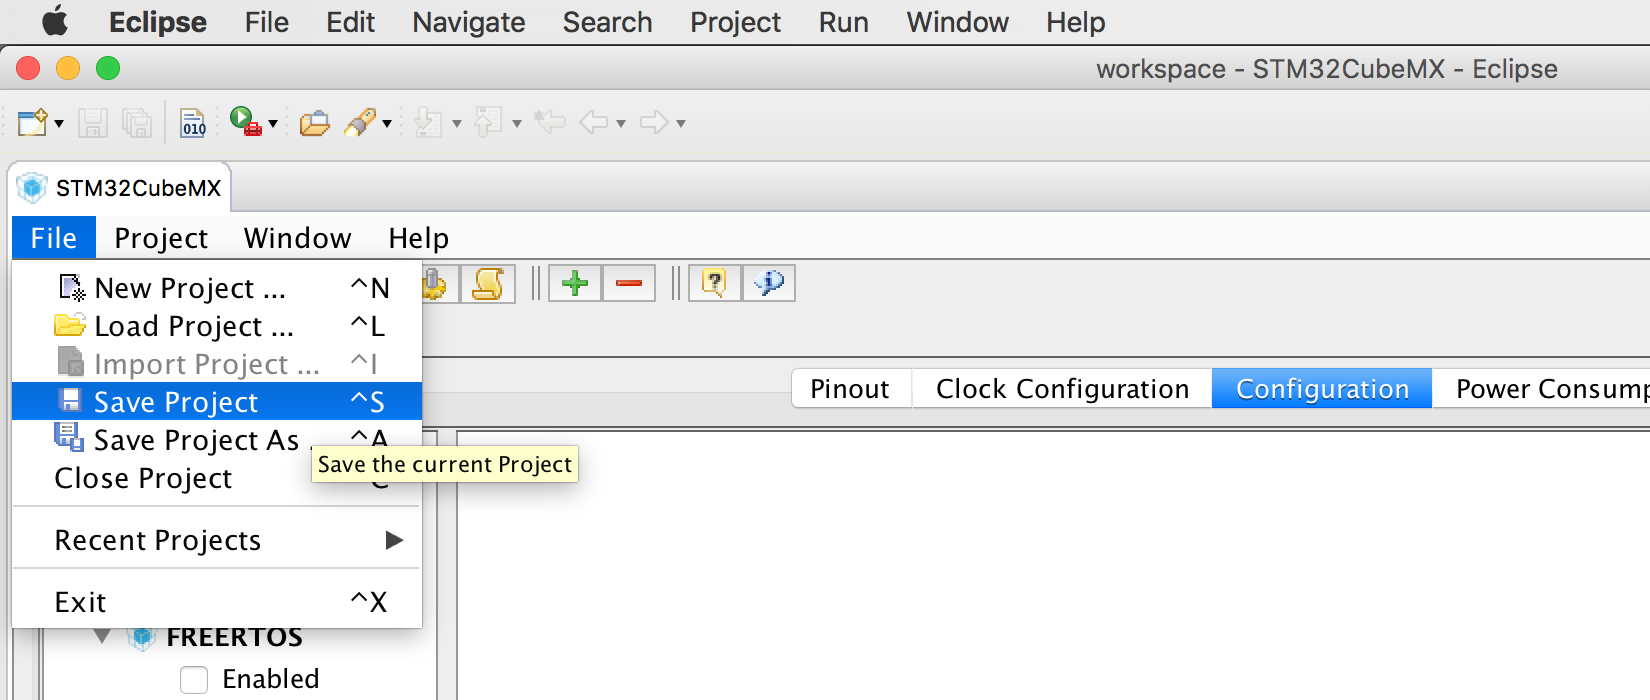 Eclipse File Edit Navigate Search Project Run Window Help
workspace - STM32CubeMX - Eclipse
010
STM32CubeMX
File Project Window Help
New Project ... ^N
Load Project ... ^L
Import Project ... ^I
Pinout Clock Configuration Configuration Power Consump
Save Project ^S
Save Project As . ^A
Save the current Project
Close Project
Recent Projects
Exit ^X
FREERTOS
Enabled